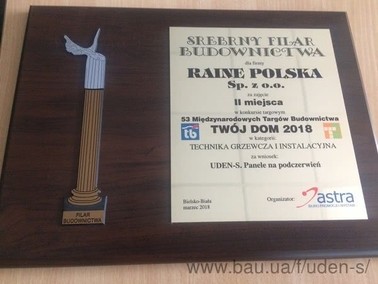 SREBRNY FILAR
BUDOWNICTWA
dla firmy
RAINE POLSKA
Sp. z o.o.
za zajęcie
II miejsca
w konkursie targowym
53 Międzynarodowych Targów Budownictwa
TWÓJ DOM 2018
w kategorii
TECHNIKA GRZEWCZA I INSTALACYJNA
za wniosek:
UDEN-S. Panele na podczerwień
Bielsko-Biała
marzec 2018
Organizator:
astra
FILAR
BUDOWNICTWA
www.bau.ua/f/uden-s/